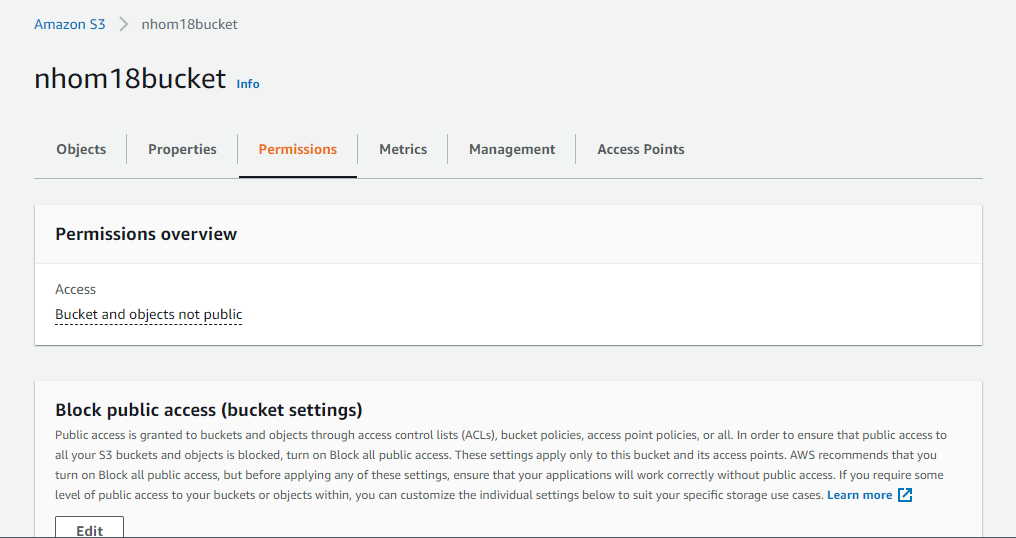 Amazon S3 > nhom18bucket
nhom18bucket Info
Objects Properties Permissions Metrics Management Access Points
Permissions overview
Access
Bucket and objects not public
Block public access (bucket settings)
Public access is granted to buckets and objects through access control lists (ACLs), bucket policies, access point policies, or all. In order to ensure that public access to
all your S3 buckets and objects is blocked, turn on Block all public access. These settings apply only to this bucket and its access points. AWS recommends that you
turn on Block all public access, but before applying any of these settings, ensure that your applications will work correctly without public access. If you require some
level of public access to your buckets or objects within, you can customize the individual settings below to suit your specific storage use cases. Learn more
Edit